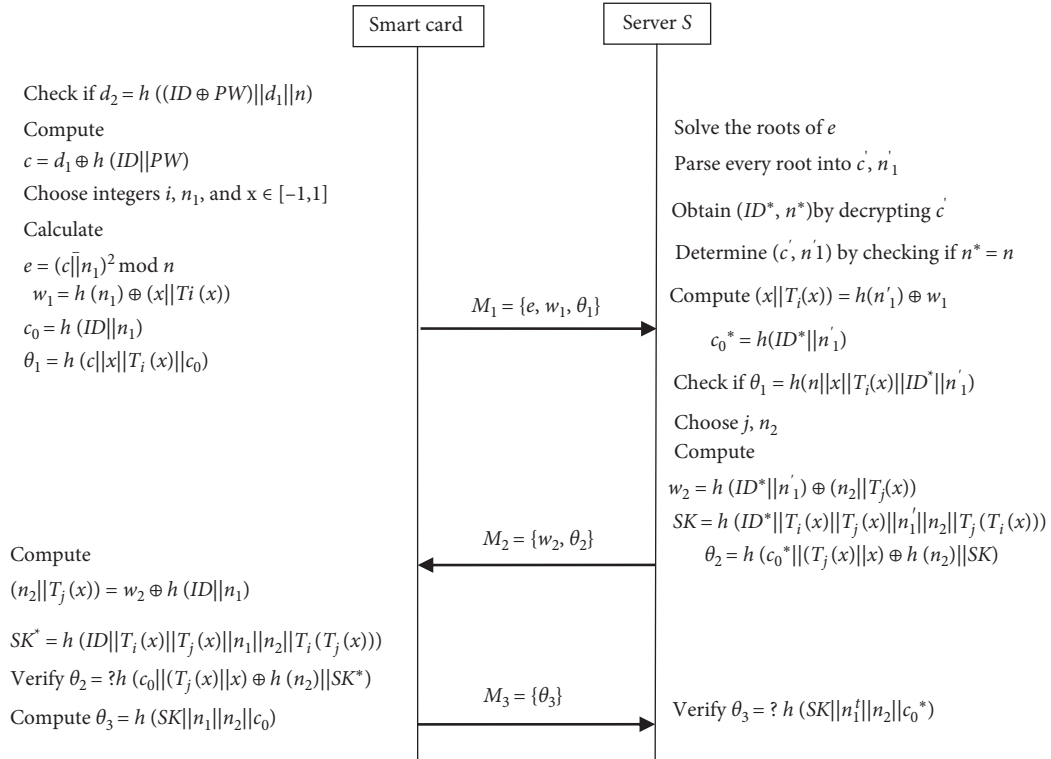 Smart card
Server S
Check if d₂ = h ((ID ⊕ PW)||d₁||n)
Compute
c = d₁ ⊕ h (ID||PW)
Choose integers i, n₁, and x ∈ [–1,1]
Calculate
e = (c||̄n₁)² mod n
w₁ = h (n₁) ⊕ (x||Ti (x))
c₀ = h (ID||n₁)
θ₁ = h (c||x||Tᵢ (x)||c₀)
M₁ = {e, w₁, θ₁}
Solve the roots of e
Parse every root into c', n'₁
Obtain (ID*, n*)by decrypting c'
Determine (c', n'1) by checking if n* = n
Compute (x||Tᵢ(x)) = h(n'₁) ⊕ w₁
c₀* = h(ID*||n'₁)
Check if θ₁ = h(n||x||Tᵢ(x)||ID*||n'₁)
Choose j, n₂
Compute
w₂ = h (ID*||n'₁) ⊕ (n₂||Tⱼ(x))
SK = h (ID*||Tᵢ(x)||Tⱼ(x)||n₁'||n₂||Tⱼ (Tᵢ(x)))
θ₂ = h (c₀*||(Tⱼ(x)||x) ⊕ h (n₂)||SK)
M₂ = {w₂, θ₂}
Compute
(n₂||Tⱼ (x)) = w₂ ⊕ h (ID||n₁)
SK* = h (ID||Tᵢ(x)||Tⱼ(x)||n₁||n₂||Tᵢ (Tⱼ(x)))
Verify θ₂ = ?h (c₀||(Tⱼ(x)||x) ⊕ h (n₂)||SK*)
Compute θ₃ = h (SK||n₁||n₂||c₀)
M₃ = {θ₃}
Verify θ₃ = ? h (SK||n₁'||n₂||c₀*)